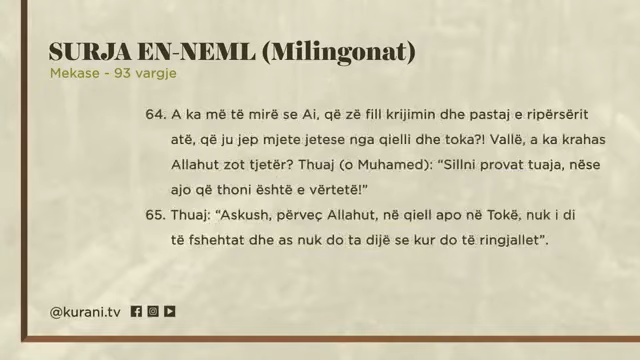 SURJA EN-NEML (Milingonat)
Mekase - 93 vargje
64. A ka më të mirë se Ai, që zë fill krijimin dhe pastaj e ripërsërit
atë, që ju jep mjete jetese nga qielli dhe toka?! Vallë, a ka krahas
Allahut zot tjetër? Thuaj (o Muhamed): “Sillni provat tuaja, nëse
ajo që thoni është e vërtetë!”
65. Thuaj: “Askush, përveç Allahut, në qiell apo në Tokë, nuk i di
të fshehtat dhe as nuk do ta dijë se kur do të ringjallet”.
@kurani.tv